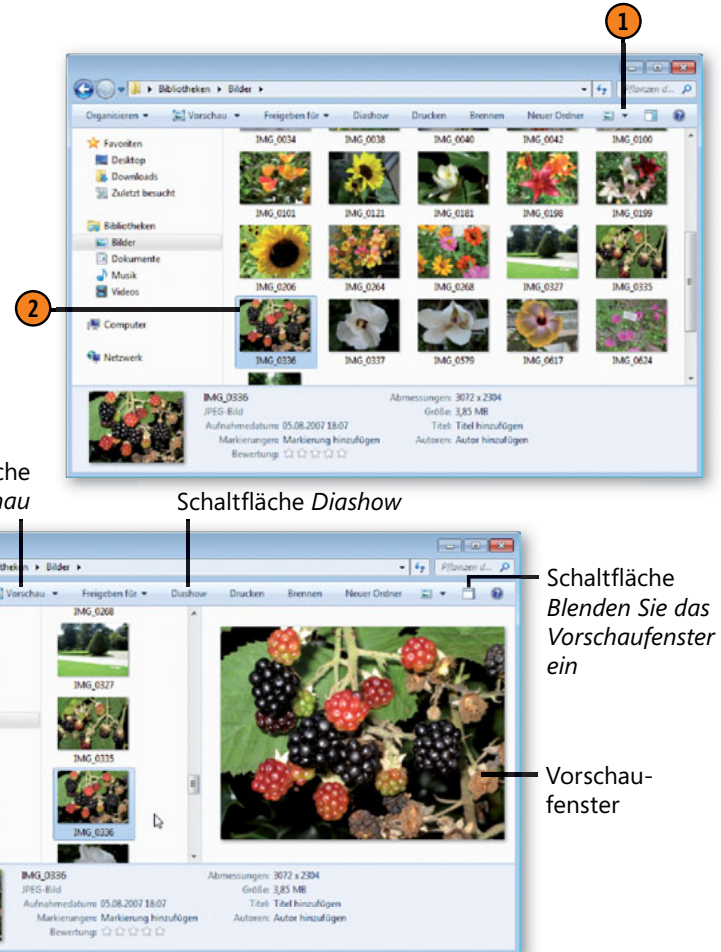 1
Bibliotheken ▸ Bilder ▸
Pflanzen d...
Organisieren Vorschau Freigeben für Diashow Drucken Brennen Neuer Ordner
Favoriten
Desktop
Downloads
Zuletzt besucht
Bibliotheken
Bilder
Dokumente
Musik
Videos
Computer
Netzwerk
IMG_0034 IMG_0038 IMG_0040 IMG_0042 IMG_0100
IMG_0101 IMG_0121 IMG_0181 IMG_0198 IMG_0199
IMG_0206 IMG_0264 IMG_0268 IMG_0327 IMG_0335
2
IMG_0336 IMG_0337 IMG_0579 IMG_0617 IMG_0624
IMG_0336 Abmessungen: 3072 x 2304
JPEG-Bild Größe: 3,85 MB
Aufnahmedatum: 05.08.2007 18:07 Titel: Titel hinzufügen
Markierungen: Markierung hinzufügen Autoren: Autor hinzufügen
Bewertung:
che
nau
Schaltfläche Diashow
theken ▸ Bilder ▸
Pflanzen d...
Vorschau Freigeben für Diashow Drucken Brennen Neuer Ordner
IMG_0268
IMG_0327
IMG_0335
IMG_0336
Schaltfläche
Blenden Sie das
Vorschaufenster
ein
Vorschau-
fenster
IMG_0336 Abmessungen: 3072 x 2304
JPEG-Bild Größe: 3,85 MB
Aufnahmedatum: 05.08.2007 18:07 Titel: Titel hinzufügen
Markierungen: Markierung hinzufügen Autoren: Autor hinzufügen
Bewertung: